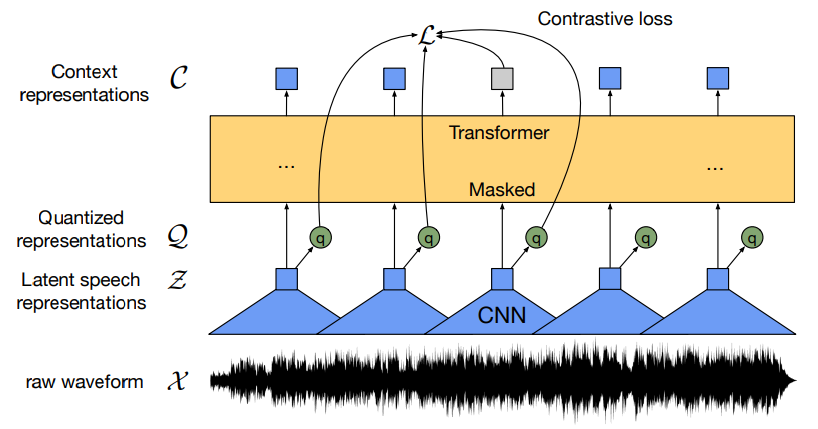 Contrastive loss
ℒ
Context
representations 𝒞
Transformer
... ...
Masked
Quantized
representations 𝒬
q q q q q
Latent speech
representations 𝒵
CNN
raw waveform 𝒳